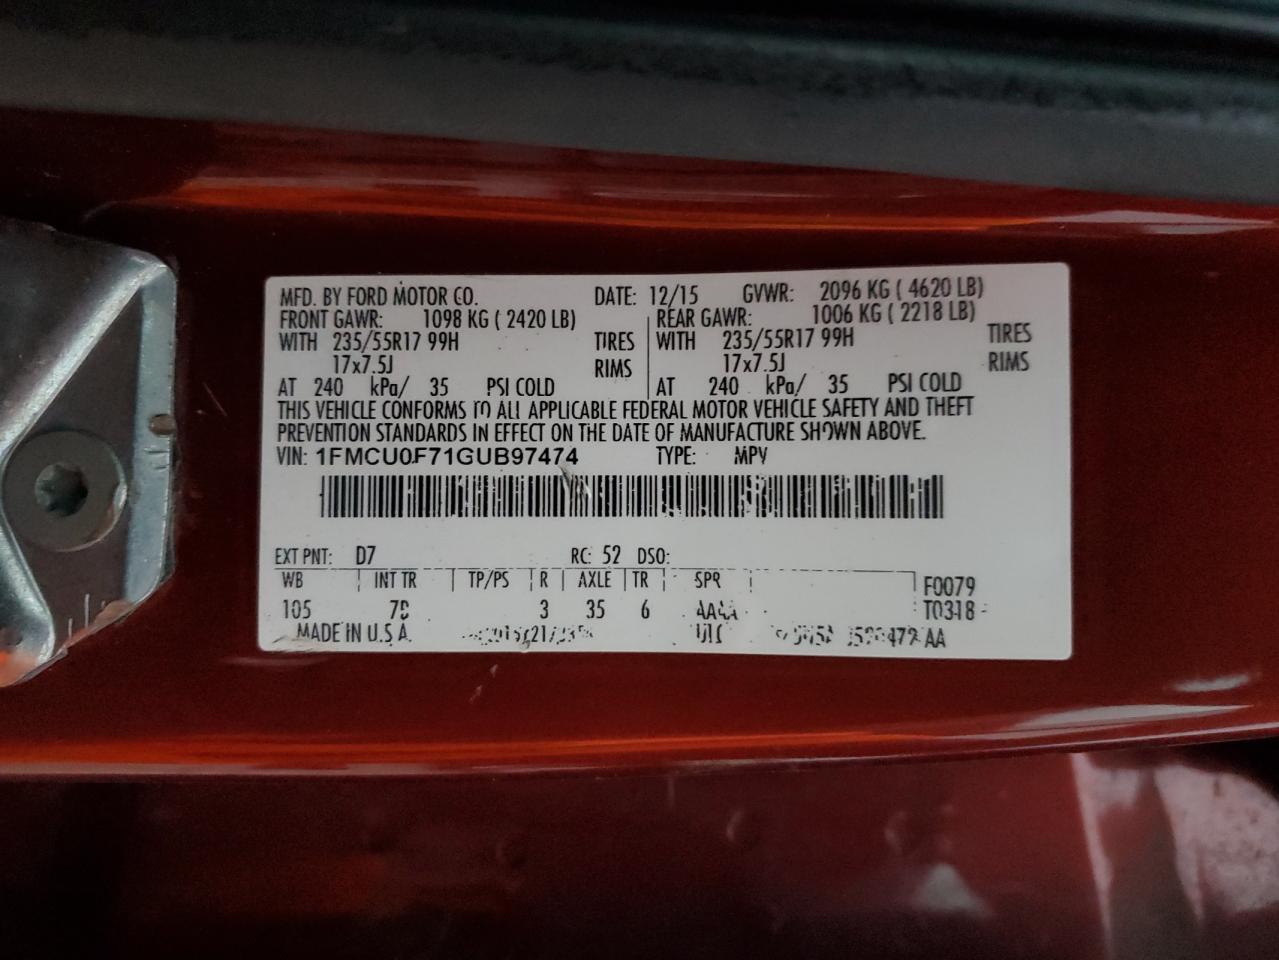 MFD. BY FORD MOTOR CO. DATE: 12/15 GVWR: 2096 KG ( 4620 LB)
FRONT GAWR: 1098 KG ( 2420 LB) REAR GAWR: 1006 KG ( 2218 LB)
WITH 235/55R17 99H TIRES WITH 235/55R17 99H TIRES
17x7.5J RIMS 17x7.5J RIMS
AT 240 kPa/ 35 PSI COLD AT 240 kPa/ 35 PSI COLD
THIS VEHICLE CONFORMS TO ALL APPLICABLE FEDERAL MOTOR VEHICLE SAFETY AND THEFT
PREVENTION STANDARDS IN EFFECT ON THE DATE OF MANUFACTURE SHOWN ABOVE.
VIN: 1FMCU0F71GUB97474 TYPE: MPV
EXT PNT: D7 RC: 52 DSO:
WB INT TR TP/PS R AXLE TR SPR F0079
105 3 35 6 AAAA T0318
MADE IN U.S.A. AA